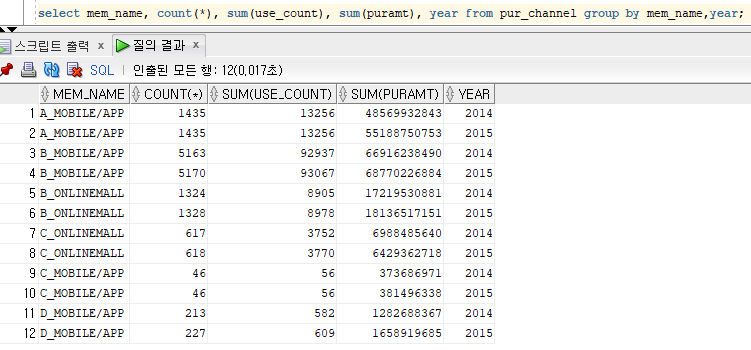 select mem_name, count(*), sum(use_count), sum(puramt), year from pur_channel group by mem_name,year;
스크립트 출력 x 질의 결과 x
SQL | 인출된 모든 행: 12(0,017초)
MEM_NAME COUNT(*) SUM(USE_COUNT) SUM(PURAMT) YEAR
1 A_MOBILE/APP 1435 13256 48569932843 2014
2 A_MOBILE/APP 1435 13256 55188750753 2015
3 B_MOBILE/APP 5163 92937 66916238490 2014
4 B_MOBILE/APP 5170 93067 68770226884 2015
5 B_ONLINEMALL 1324 8905 17219530881 2014
6 B_ONLINEMALL 1328 8978 18136517151 2015
7 C_ONLINEMALL 617 3752 6988485640 2014
8 C_ONLINEMALL 618 3770 6429362718 2015
9 C_MOBILE/APP 46 56 373686971 2014
10 C_MOBILE/APP 46 56 381496338 2015
11 D_MOBILE/APP 213 582 1282688367 2014
12 D_MOBILE/APP 227 609 1658919685 2015